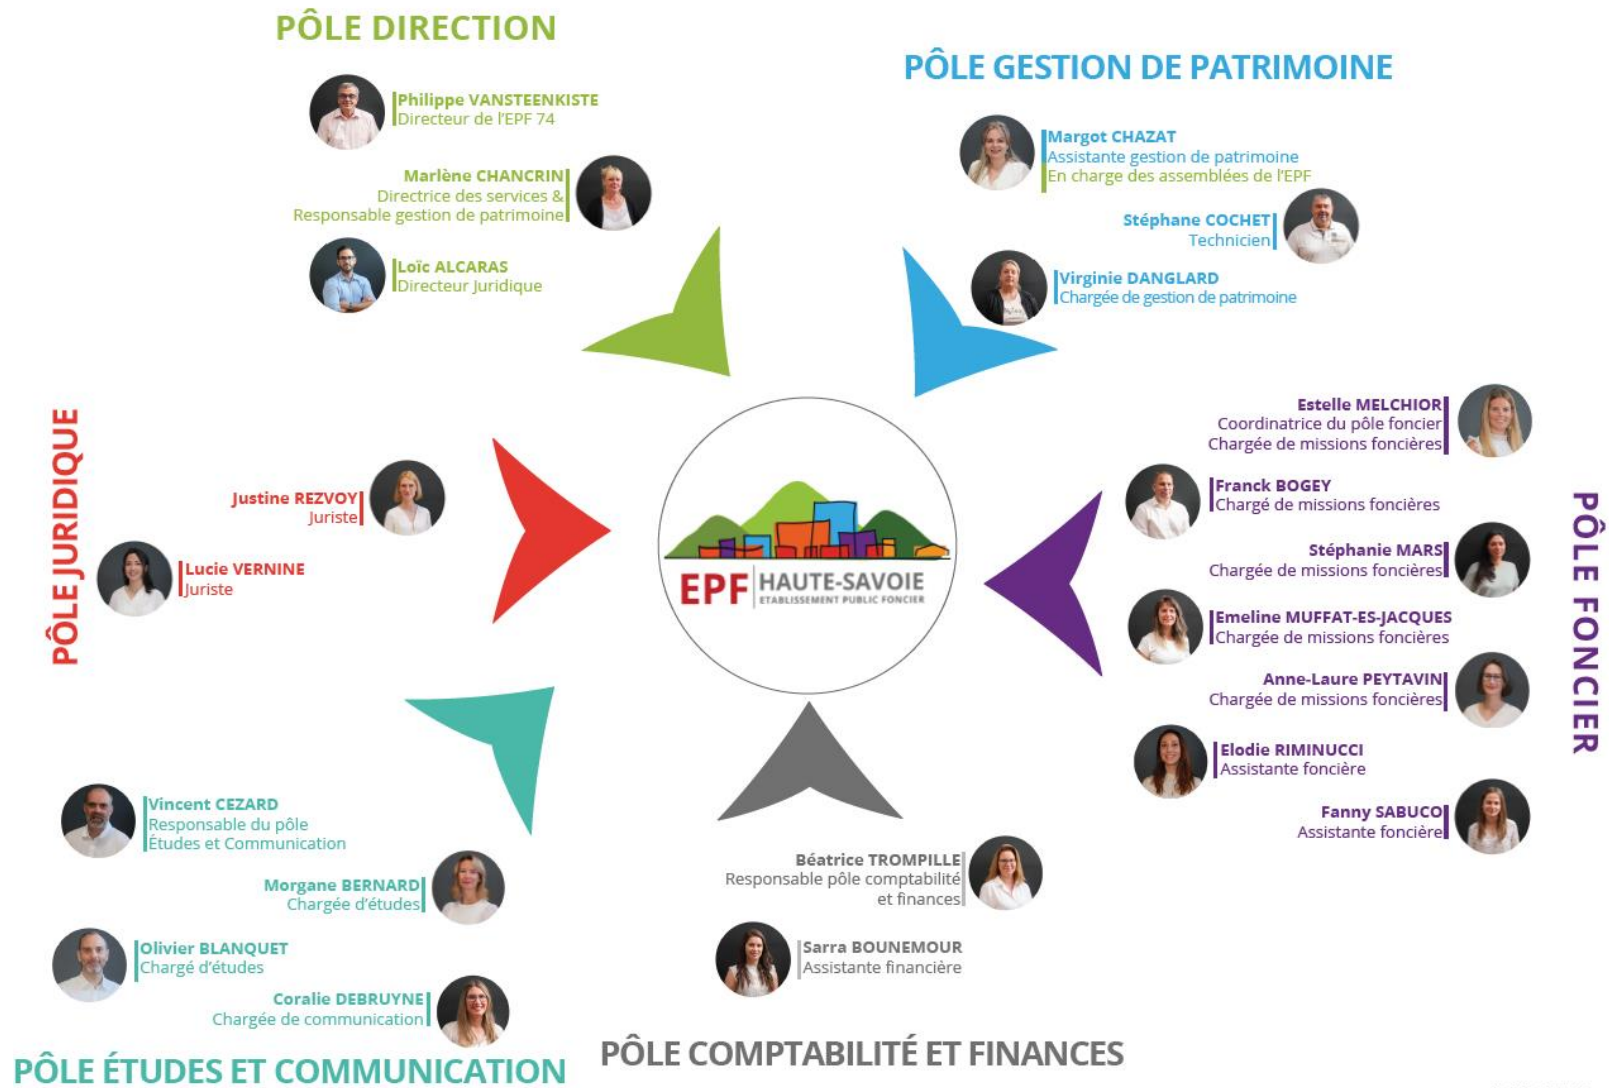 PÔLE DIRECTION
Philippe VANSTEENKISTE
Directeur de l'EPF 74
Marlène CHANCRIN
Directrice des services &
Responsable gestion de patrimoine
Loïc ALCARAS
Directeur Juridique
PÔLE GESTION DE PATRIMOINE
Margot CHAZAT
Assistante gestion de patrimoine
En charge des assemblées de l'EPF
Stéphane COCHET
Technicien
Virginie DANGLARD
Chargée de gestion de patrimoine
PÔLE JURIDIQUE
Justine REZVOY
Juriste
Lucie VERNINE
Juriste
EPF
HAUTE-SAVOIE
ETABLISSEMENT PUBLIC FONCIER
PÔLE FONCIER
Estelle MELCHIOR
Coordinatrice du pôle foncier
Chargée de missions foncières
Franck BOGEY
Chargé de missions foncières
Stéphanie MARS
Chargée de missions foncières
Emeline MUFFAT-ES-JACQUES
Chargée de missions foncières
Anne-Laure PEYTAVIN
Chargée de missions foncières
Elodie RIMINUCCI
Assistante foncière
Fanny SABUCO
Assistante foncière
Vincent CEZARD
Responsable du pôle
Études et Communication
Morgane BERNARD
Chargée d'études
Olivier BLANQUET
Chargé d'études
Coralie DEBRUYNE
Chargée de communication
PÔLE ÉTUDES ET COMMUNICATION
Béatrice TROMPILLE
Responsable pôle comptabilité
et finances
Sarra BOUNEMOUR
Assistante financière
PÔLE COMPTABILITÉ ET FINANCES